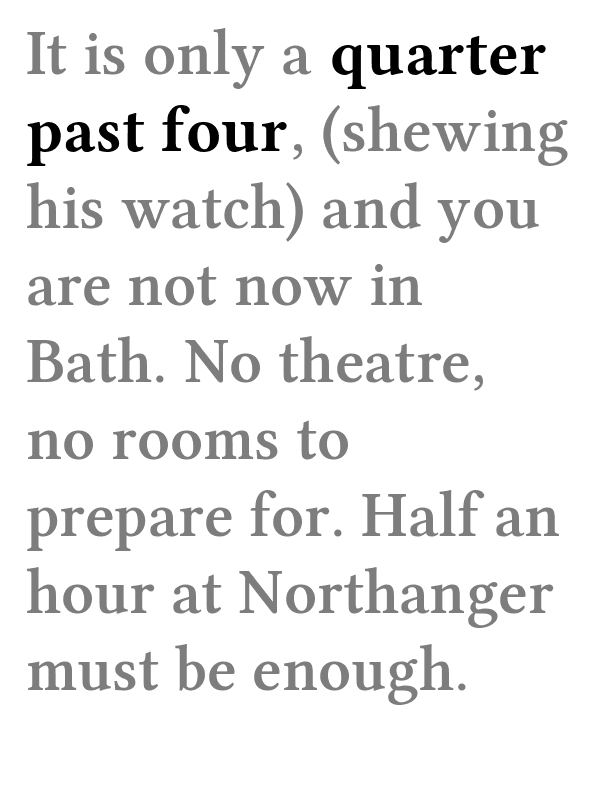 It is only a quarter
past four, (shewing
his watch) and you
are not now in
Bath. No theatre,
no rooms to
prepare for. Half an
hour at Northanger
must be enough.